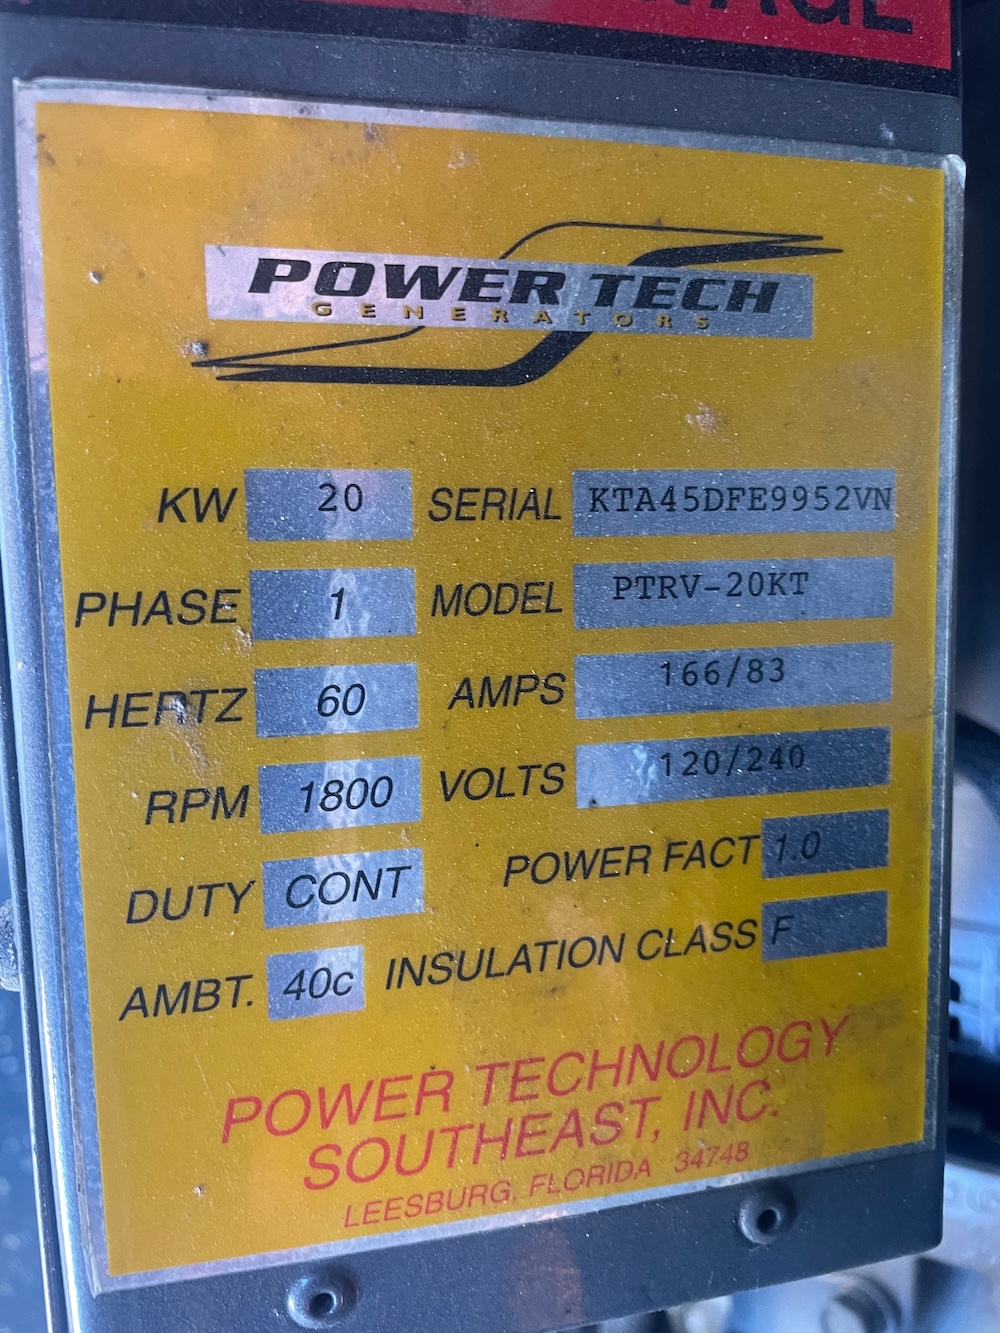 POWER TECH
GENERATORS
KW 20 SERIAL KTA45DFE9952VN
PHASE 1 MODEL PTRV-20KT
HERTZ 60 AMPS 166/83
RPM 1800 VOLTS 120/240
DUTY CONT POWER FACT 1.0
AMBT. 40c INSULATION CLASS F
POWER TECHNOLOGY
SOUTHEAST, INC.
LEESBURG, FLORIDA 34748